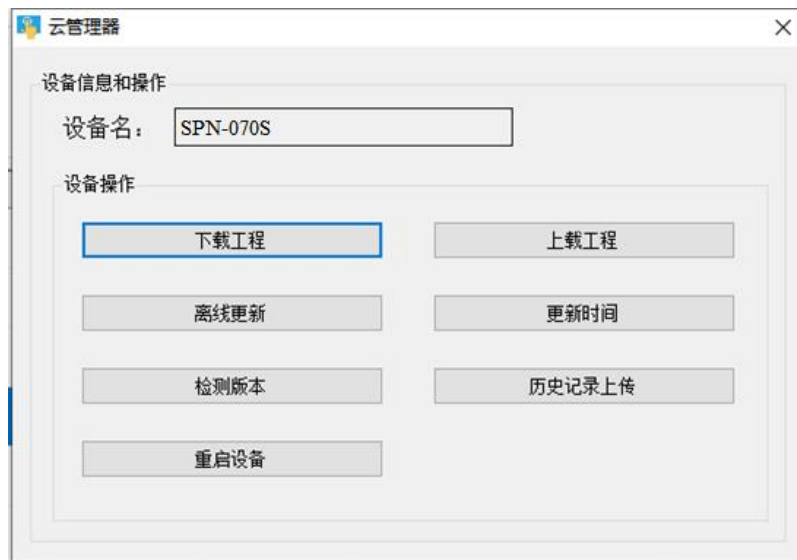 云管理器
设备信息和操作
设备名： SPN-070S
设备操作
下载工程 上载工程
离线更新 更新时间
检测版本 历史记录上传
重启设备